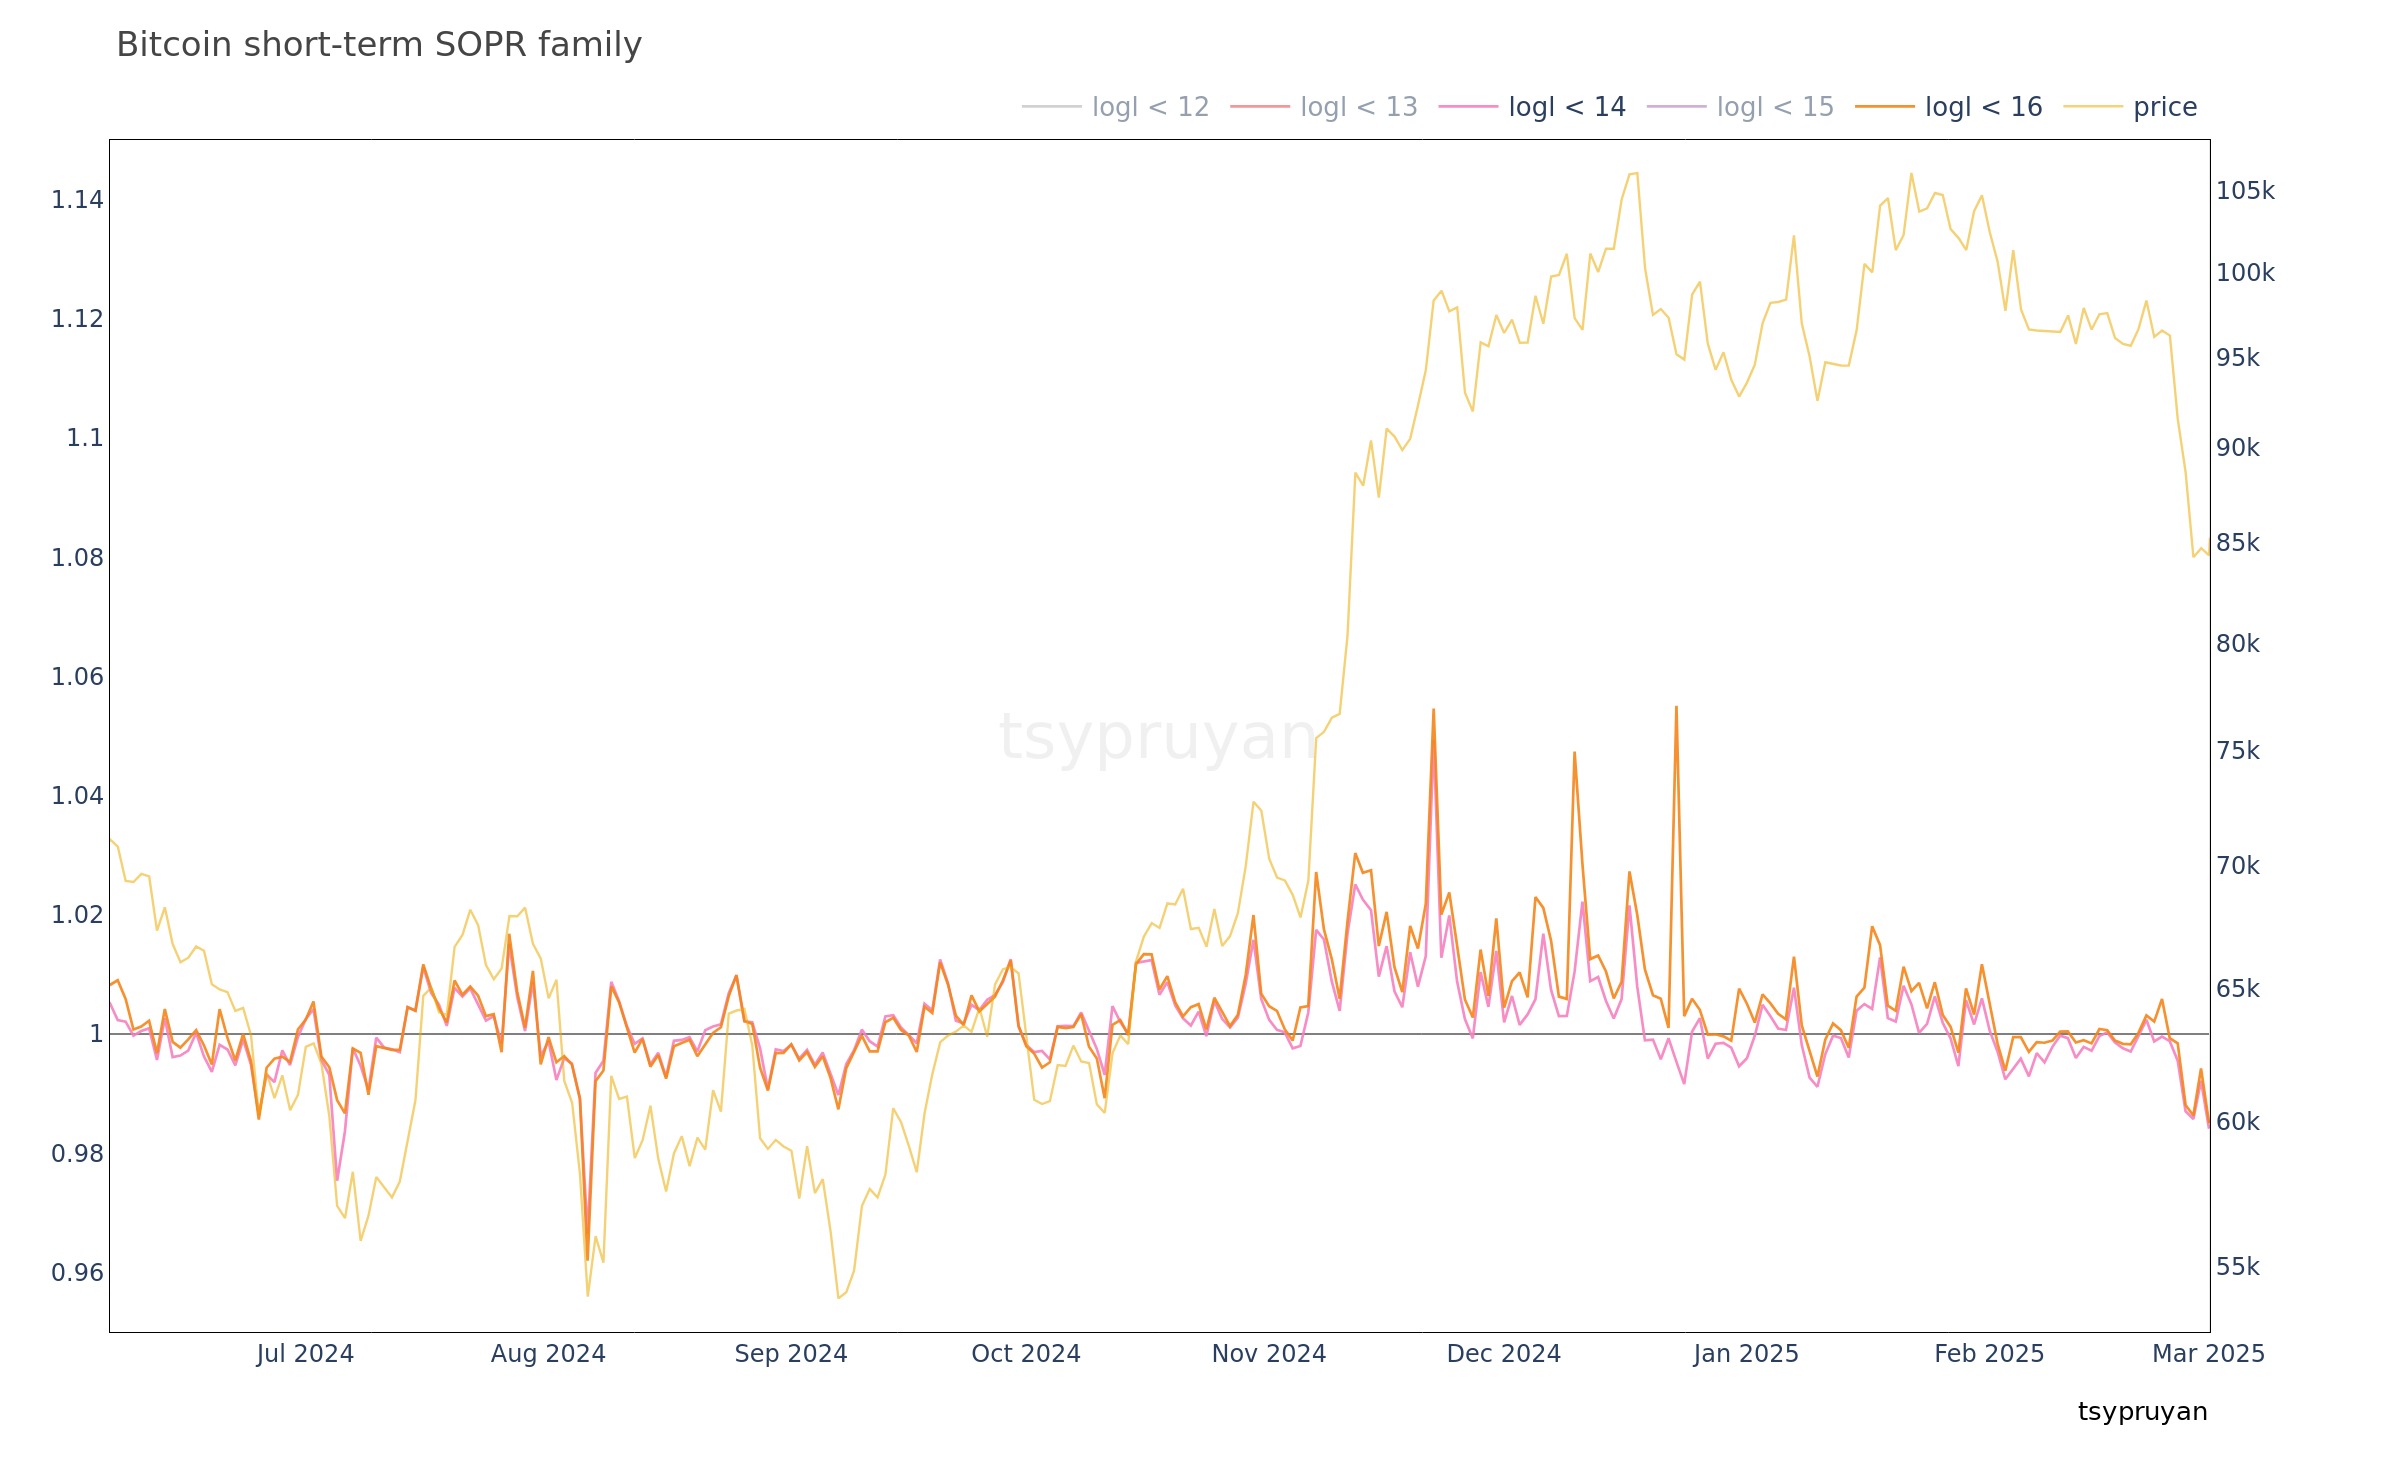 Bitcoin short-term SOPR family
logl < 12 logl < 13 logl < 14 logl < 15 logl < 16 price
1.14 105k
1.12 100k
1.1 95k
1.08 90k
1.06 85k
1.04 80k
1.02 75k
1 70k
0.98 65k
0.96 60k
55k
tsypruyan
Jul 2024 Aug 2024 Sep 2024 Oct 2024 Nov 2024 Dec 2024 Jan 2025 Feb 2025 Mar 2025
tsypruyan